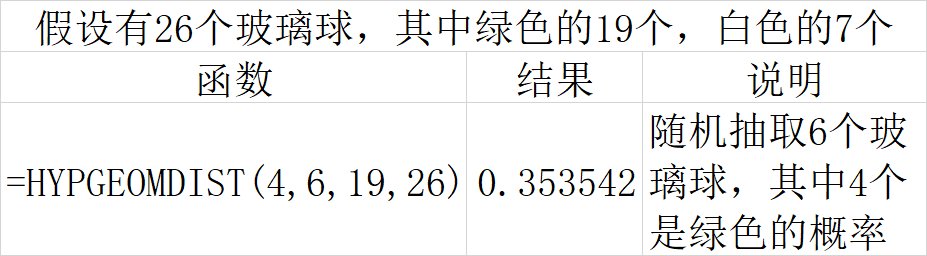 假设有26个玻璃球，其中绿色的19个，白色的7个
函数 结果 说明
=HYPGEOMDIST(4,6,19,26) 0.353542
随机抽取6个玻
璃球，其中4个
是绿色的概率